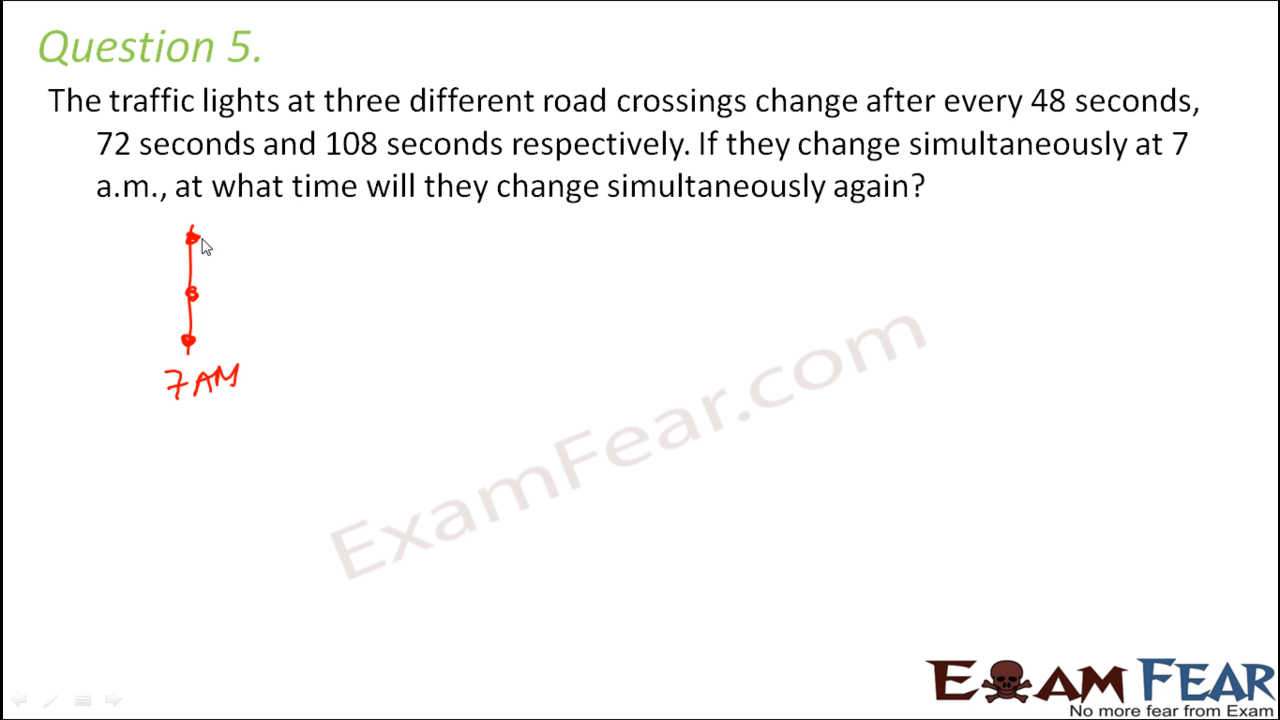 Question 5.
The traffic lights at three different road crossings change after every 48 seconds,
72 seconds and 108 seconds respectively. If they change simultaneously at 7
a.m., at what time will they change simultaneously again?
7 AM
ExamFear.com
EXAM FEAR
No more fear from Exam